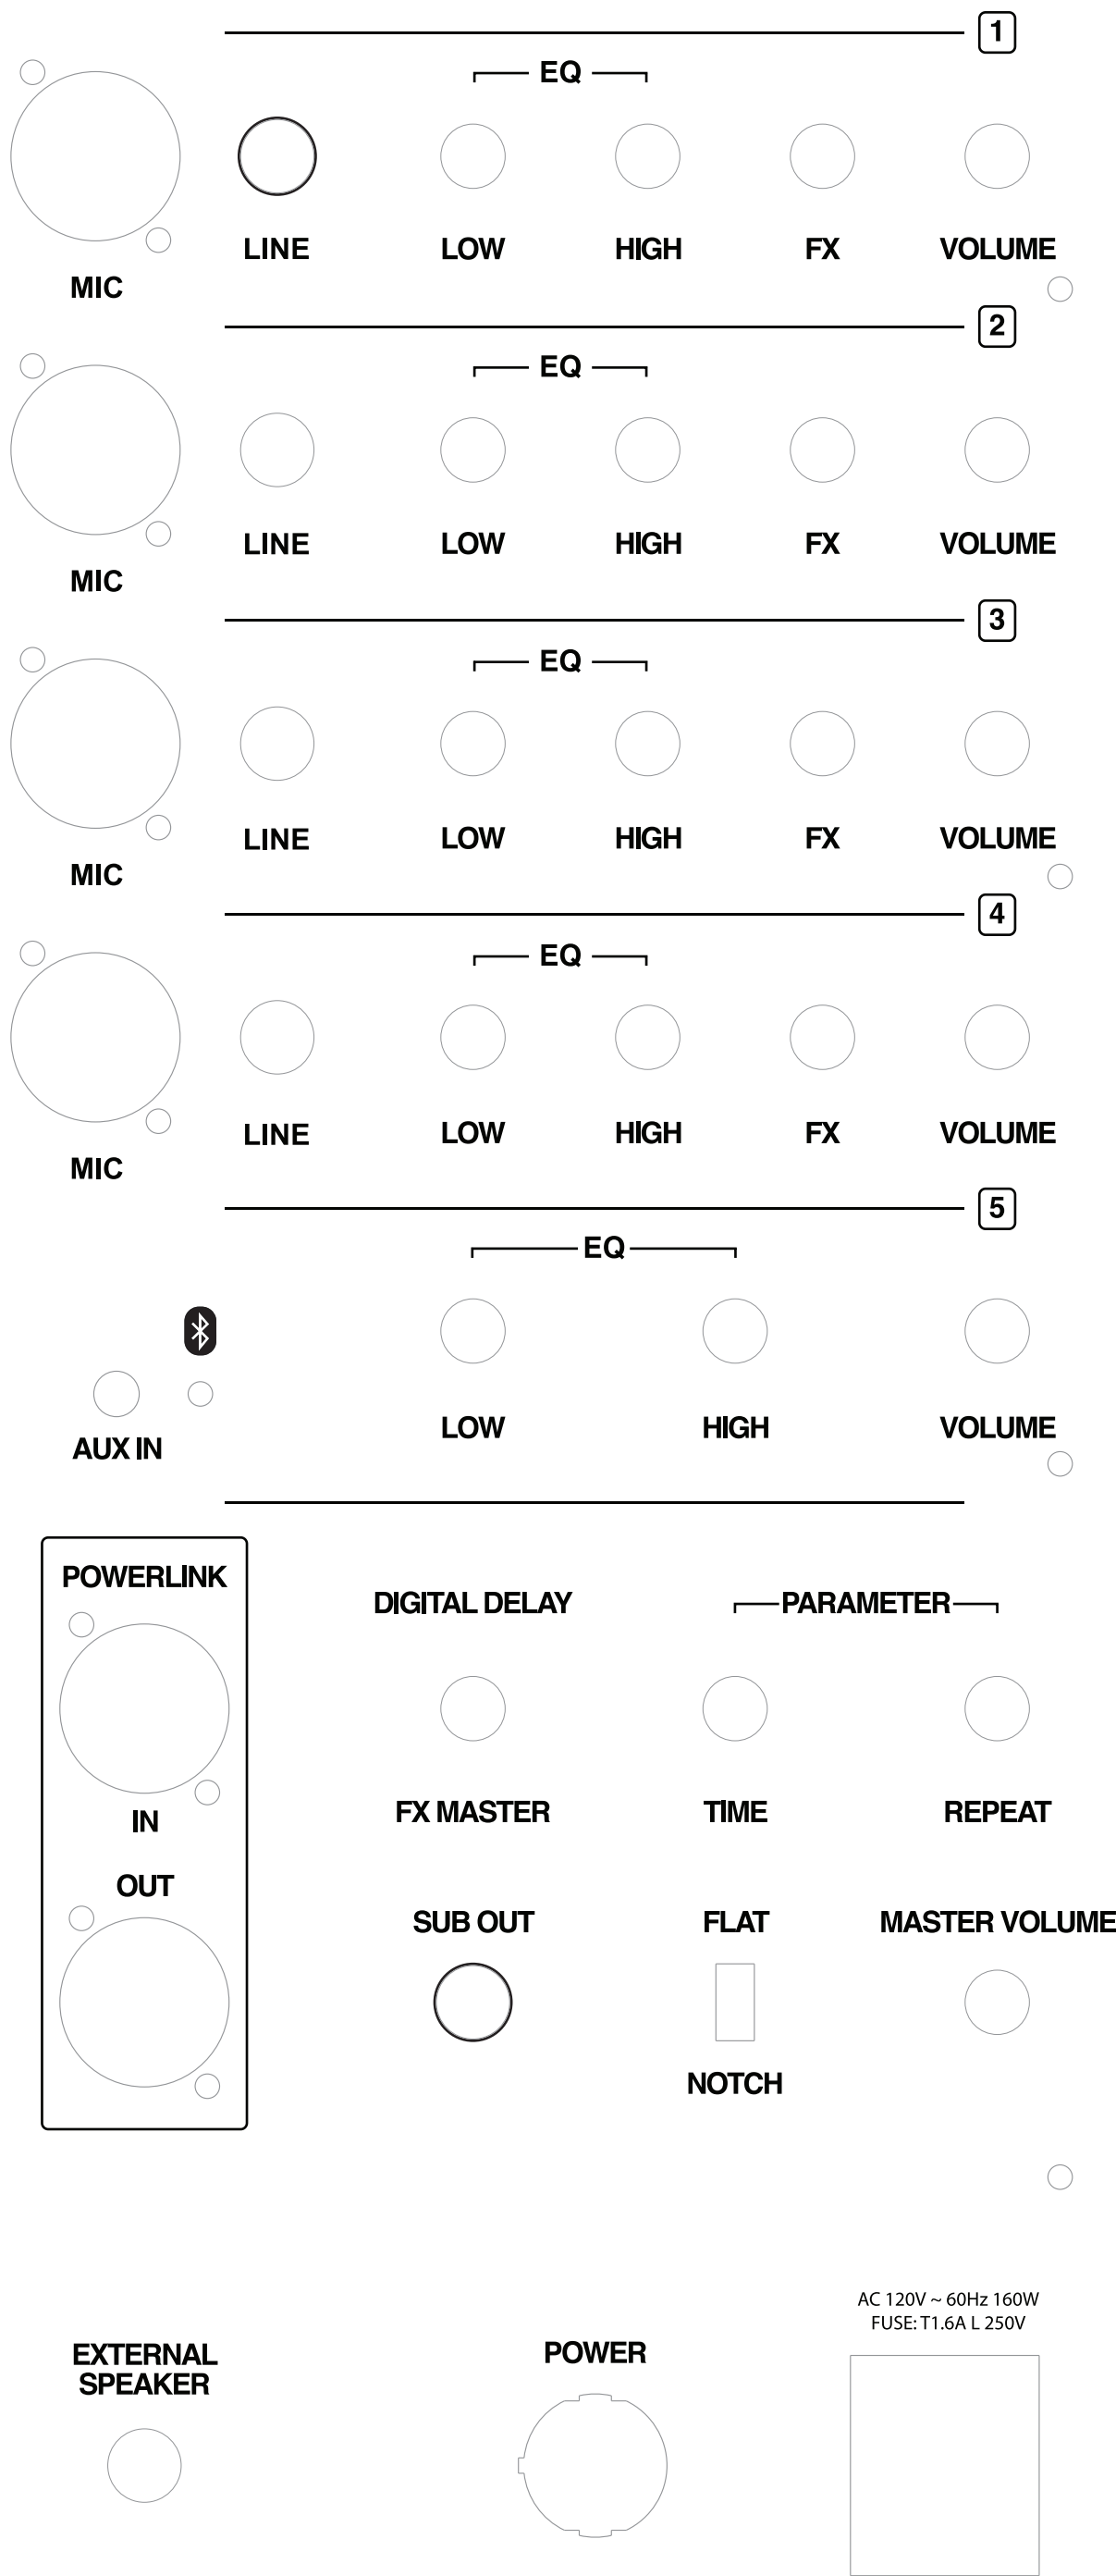 1
EQ
LINE LOW HIGH FX VOLUME
MIC
2
EQ
LINE LOW HIGH FX VOLUME
MIC
3
EQ
LINE LOW HIGH FX VOLUME
MIC
4
EQ
LINE LOW HIGH FX VOLUME
MIC
5
EQ
LOW HIGH VOLUME
AUX IN
POWERLINK
DIGITAL DELAY PARAMETER
FX MASTER TIME REPEAT
IN
OUT
SUB OUT FLAT MASTER VOLUME
NOTCH
AC 120V ~ 60Hz 160W
FUSE: T1.6A L 250V
EXTERNAL
SPEAKER
POWER